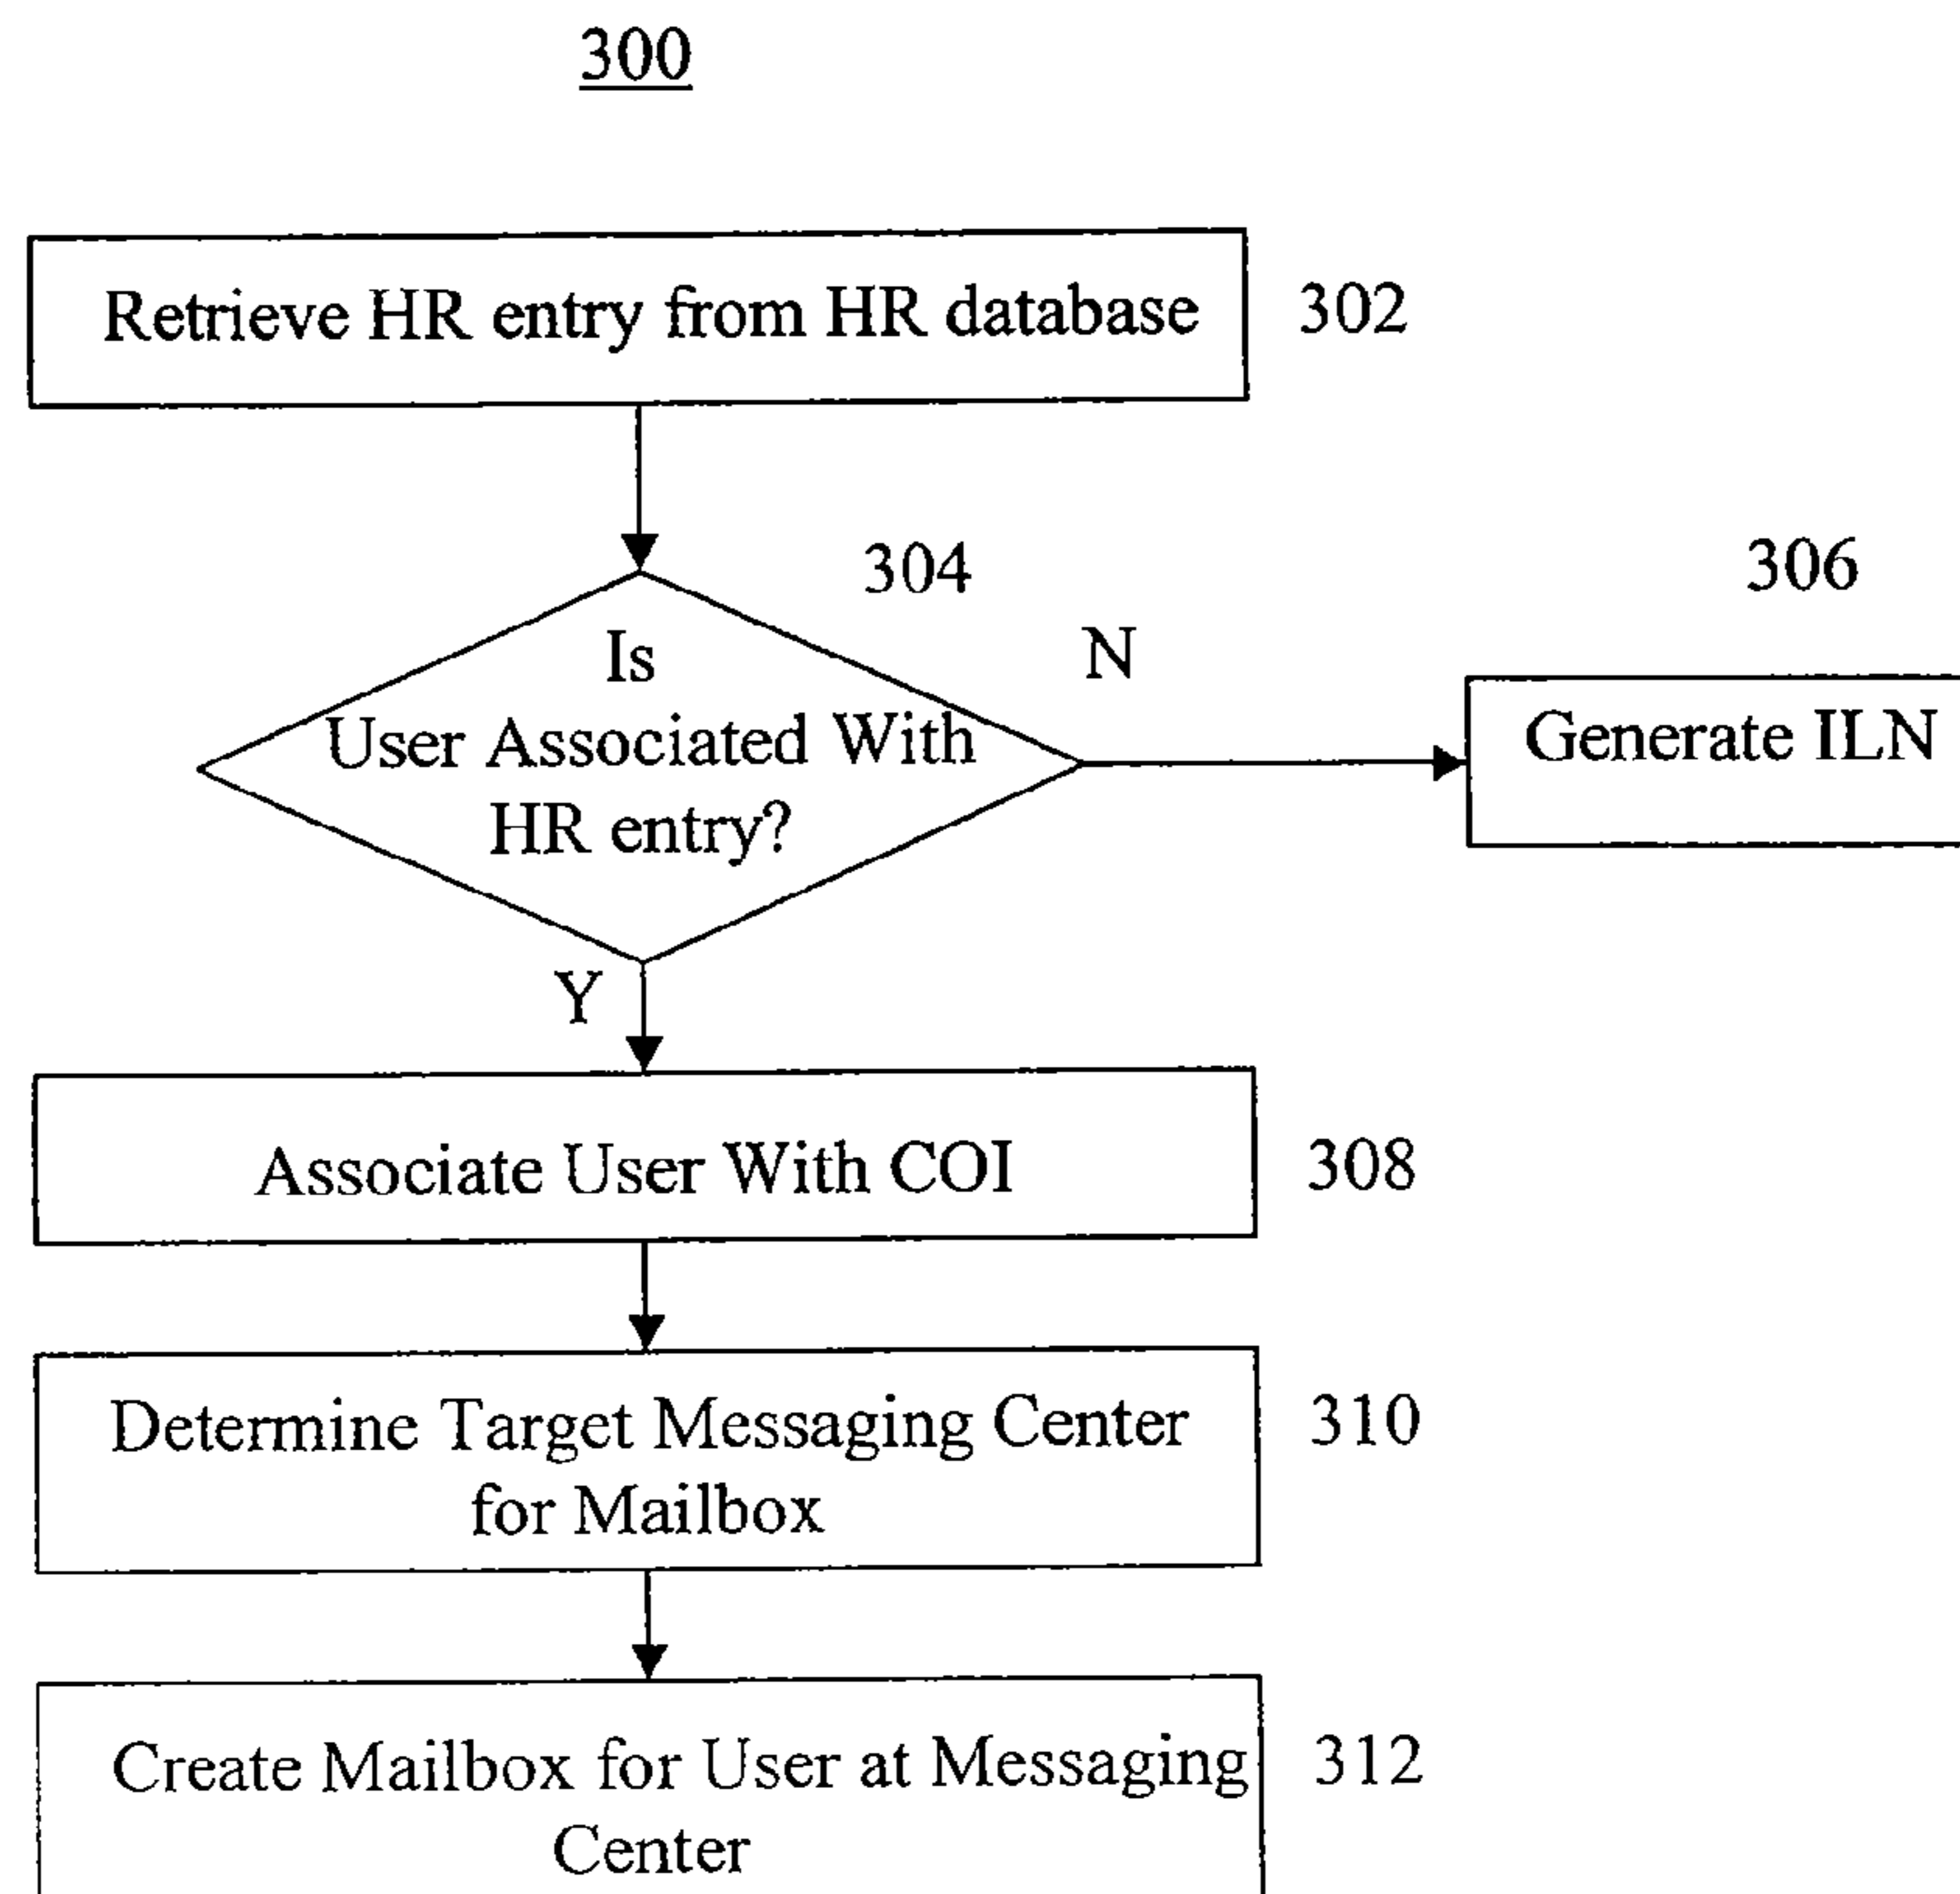 300
Retrieve HR entry from HR database
302
304
306
Is
N
User Associated With
Generate ILN
HR entry?
Y
Associate User With COI
308
Determine Target Messaging Center
310
for Mailbox
Create Mailbox for User at Messaging
312
Center